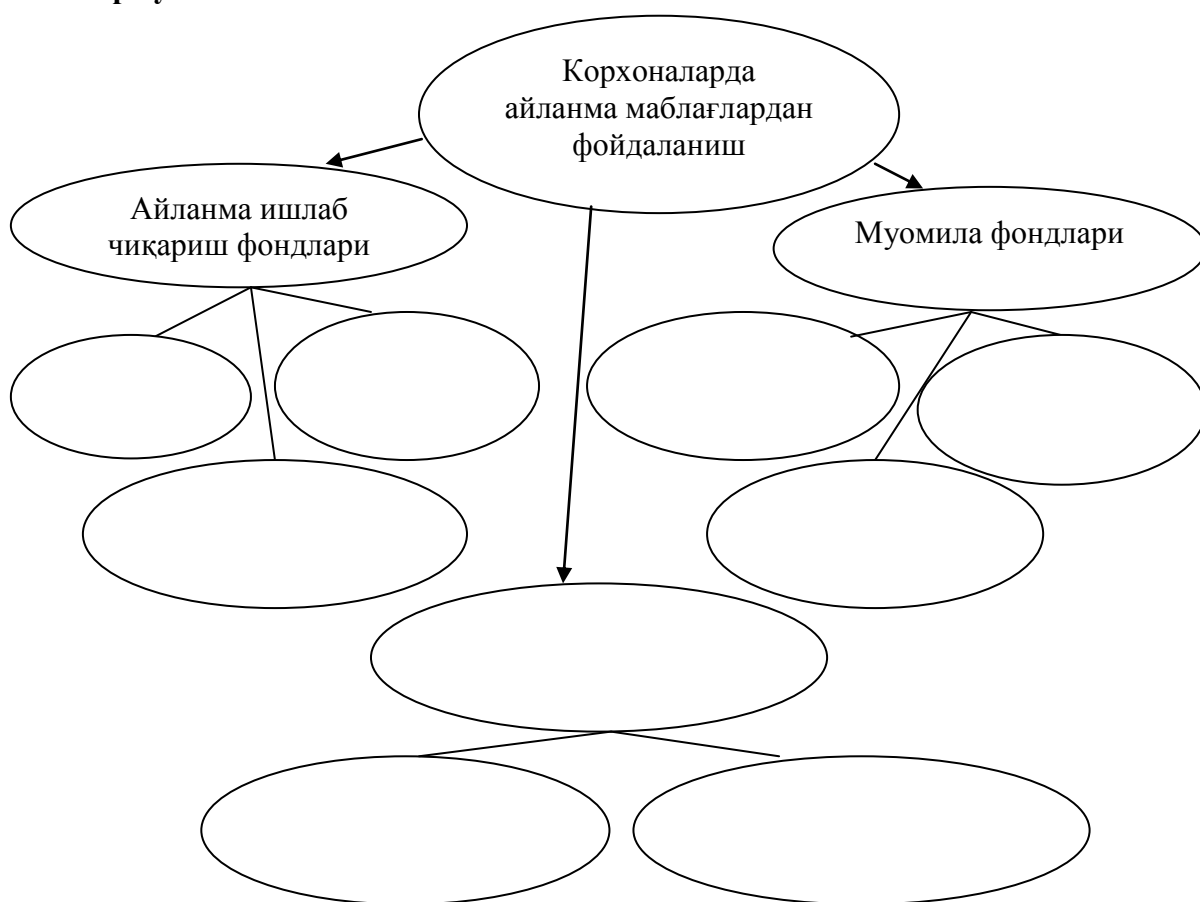 Корхоналарда
айланма маблағлардан
фойдаланиш
Айланма ишлаб
чиқариш фондлари
Муомила фондлари